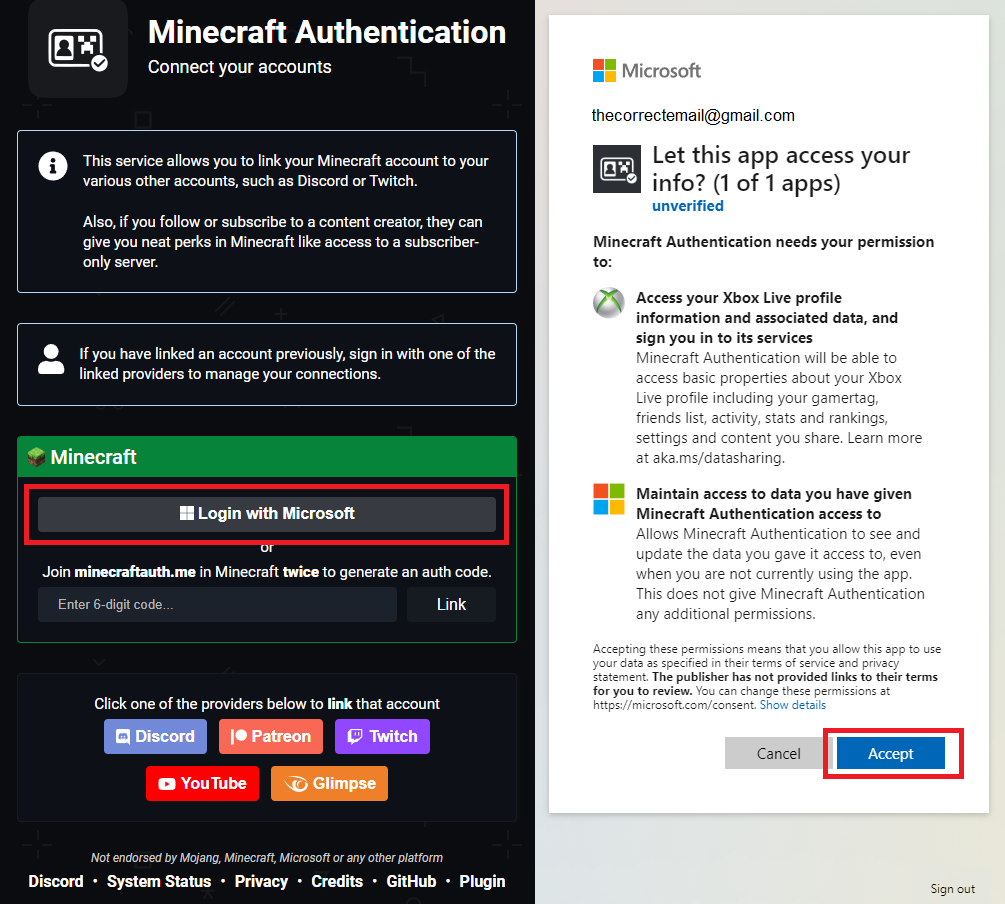 Minecraft Authentication
Connect your accounts
This service allows you to link your Minecraft account to your
various other accounts, such as Discord or Twitch.
Also, if you follow or subscribe to a content creator, they can
give you neat perks in Minecraft like access to a subscriber-
only server.
If you have linked an account previously, sign in with one of the
linked providers to manage your connections.
Minecraft
Login with Microsoft
or
Join minecraftauth.me in Minecraft twice to generate an auth code.
Enter 6-digit code...
Link
Click one of the providers below to link that account
Discord
Patreon
Twitch
YouTube
Glimpse
Not endorsed by Mojang, Minecraft, Microsoft or any other platform
Discord • System Status • Privacy • Credits • GitHub • Plugin
Microsoft
thecorrectemail@gmail.com
Let this app access your
info? (1 of 1 apps)
unverified
Minecraft Authentication needs your permission
to:
Access your Xbox Live profile
information and associated data, and
sign you in to its services
Minecraft Authentication will be able to
access basic properties about your Xbox
Live profile including your gamertag,
friends list, activity, stats and rankings,
settings and content you share. Learn more
at aka.ms/datasharing.
Maintain access to data you have given
Minecraft Authentication access to
Allows Minecraft Authentication to see and
update the data you gave it access to, even
when you are not currently using the app.
This does not give Minecraft Authentication
any additional permissions.
Accepting these permissions means that you allow this app to use
your data as specified in their terms of service and privacy
statement. The publisher has not provided links to their terms
for you to review. You can change these permissions at
https://microsoft.com/consent. Show details
Cancel
Accept
Sign out